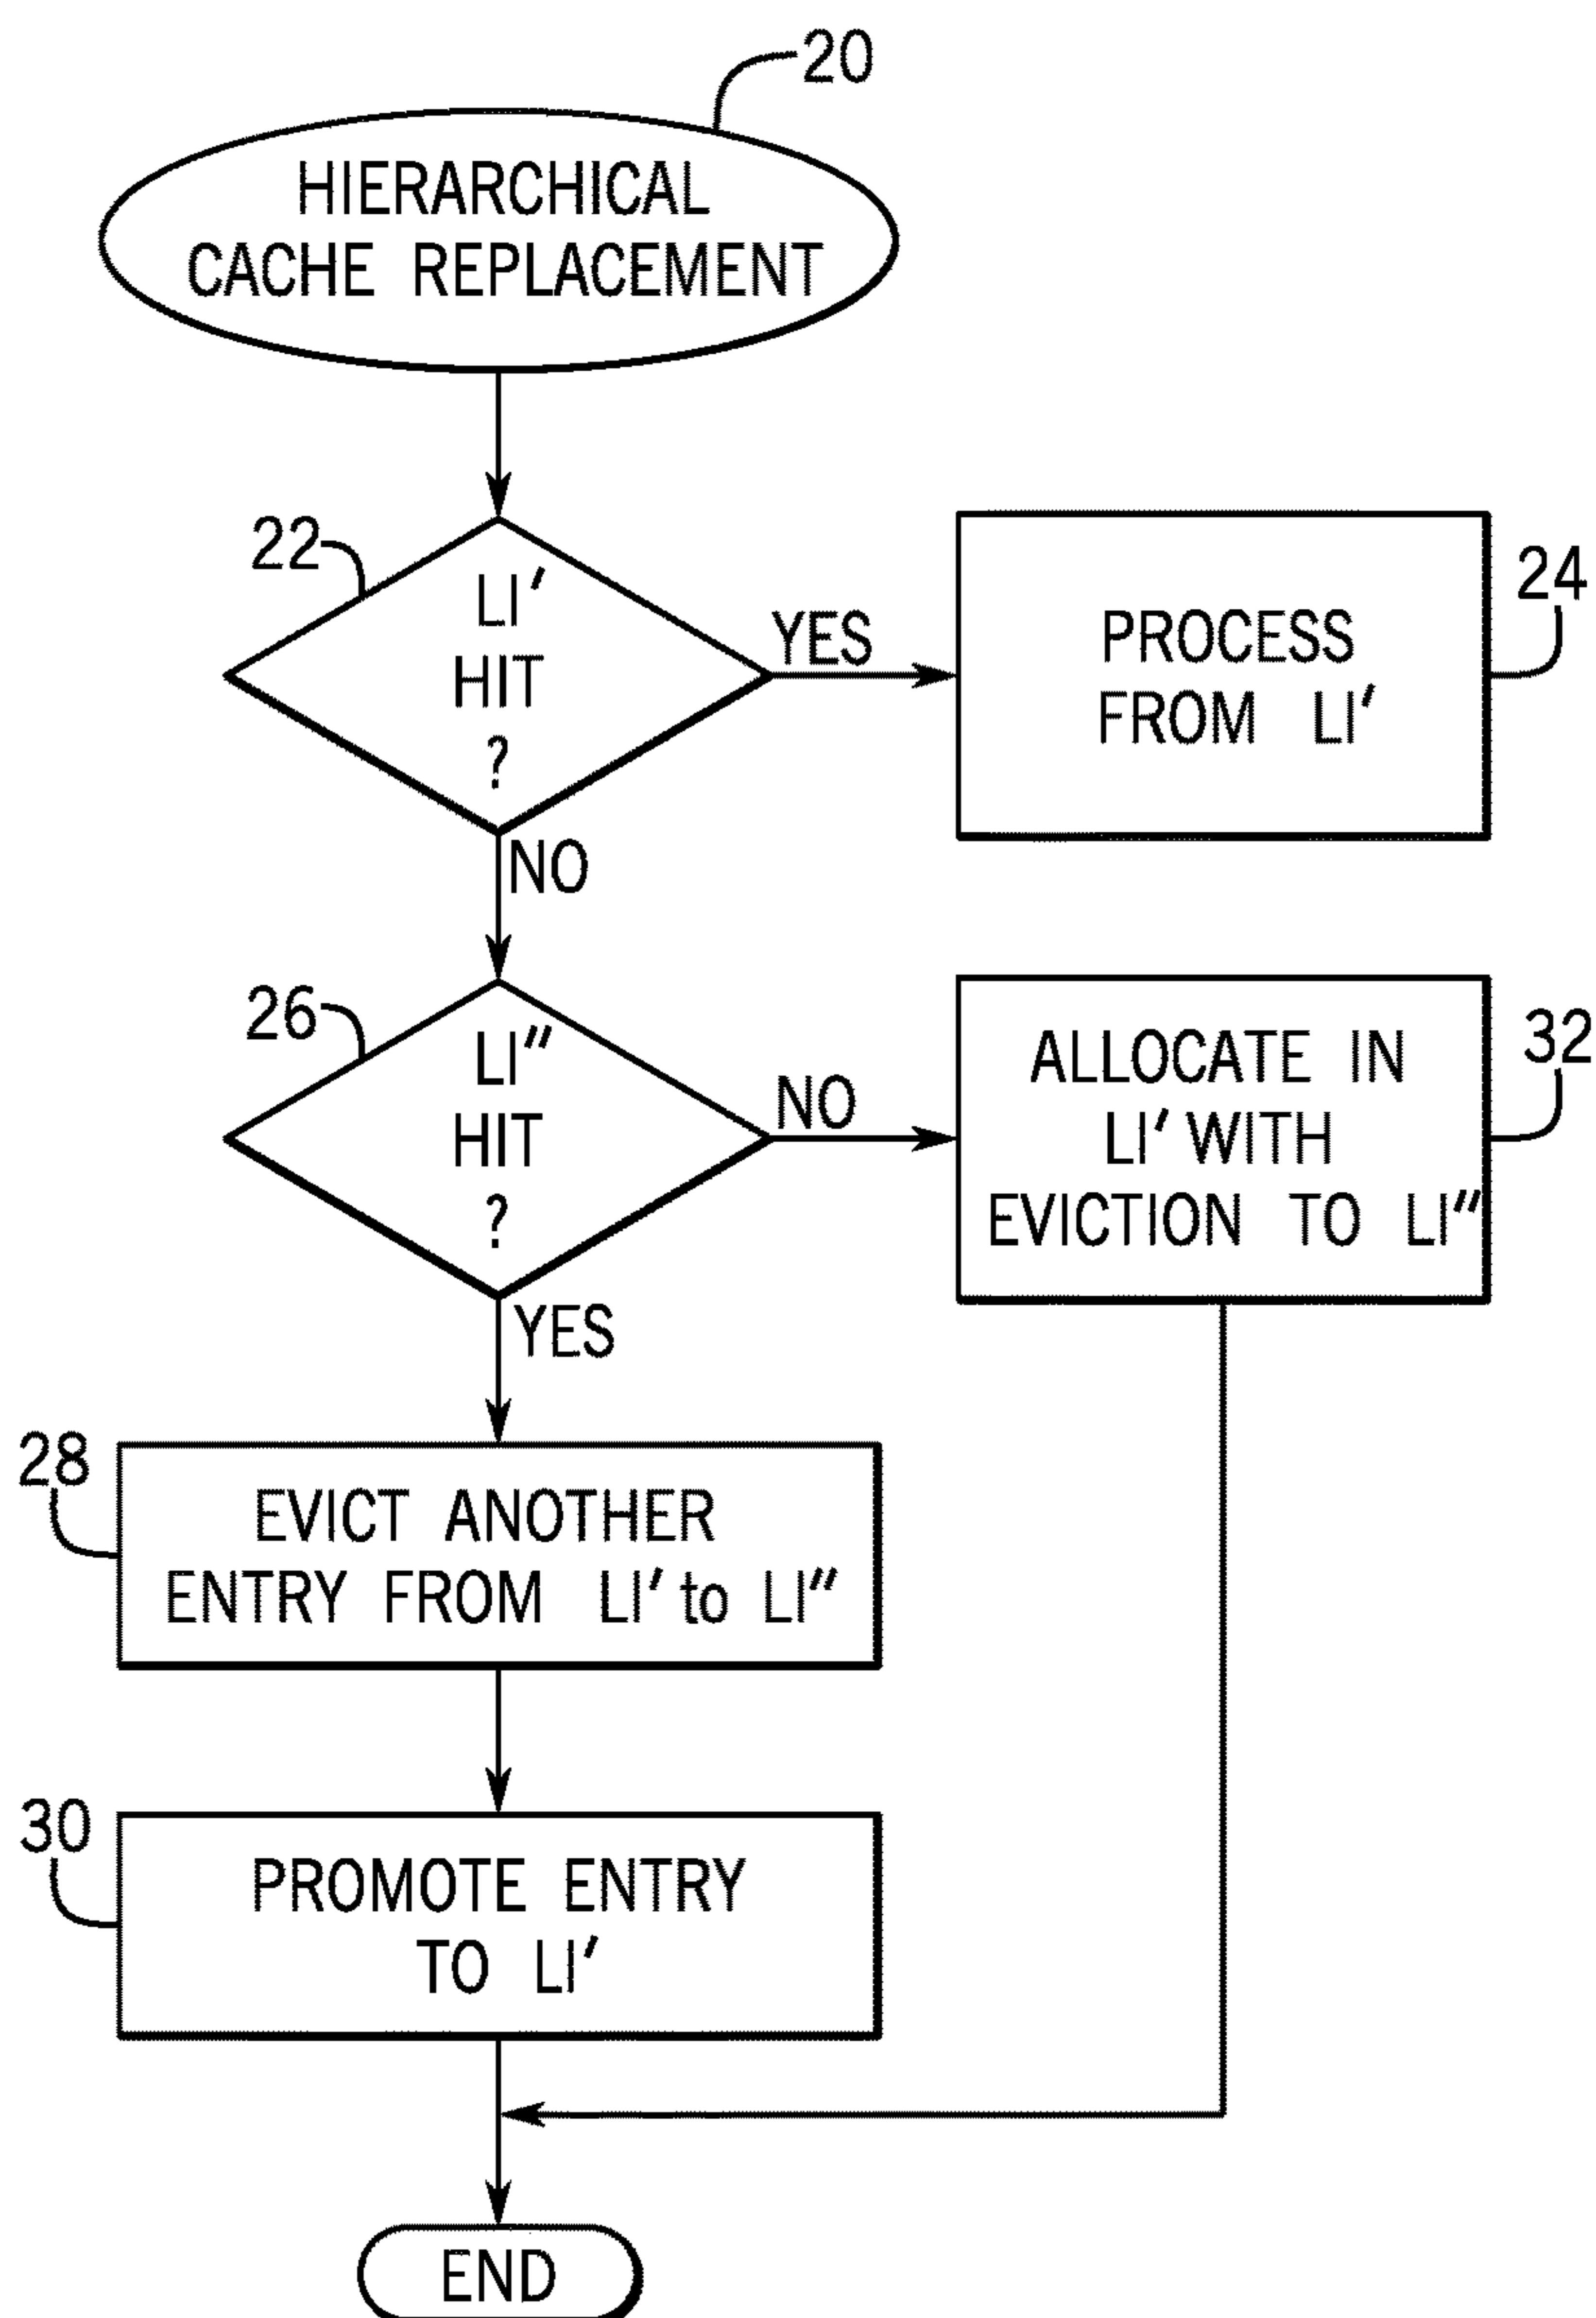 20
HIERARCHICAL
CACHE REPLACEMENT
22
LI'
HIT
?
YES
PROCESS
FROM LI'
24
NO
26
LI"
HIT
?
NO
ALLOCATE IN
LI' WITH
EVICTION TO LI"
32
YES
28
EVICT ANOTHER
ENTRY FROM LI' to LI"
30
PROMOTE ENTRY
TO LI'
END